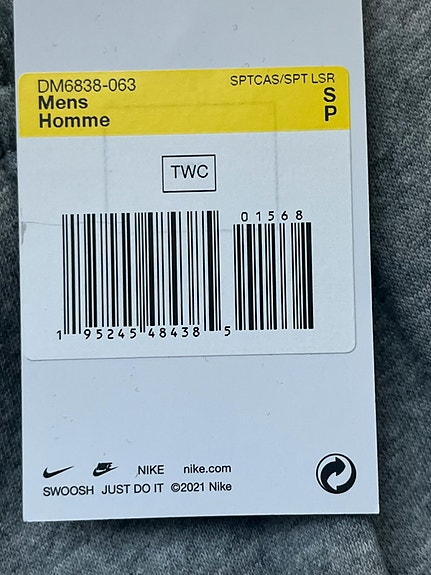 DM6838-063 SPTCAS/SPT LSR
Mens S
Homme P
TWC
01568
1 95245 48438 5
NIKE nike.com
SWOOSH JUST DO IT ©2021 Nike